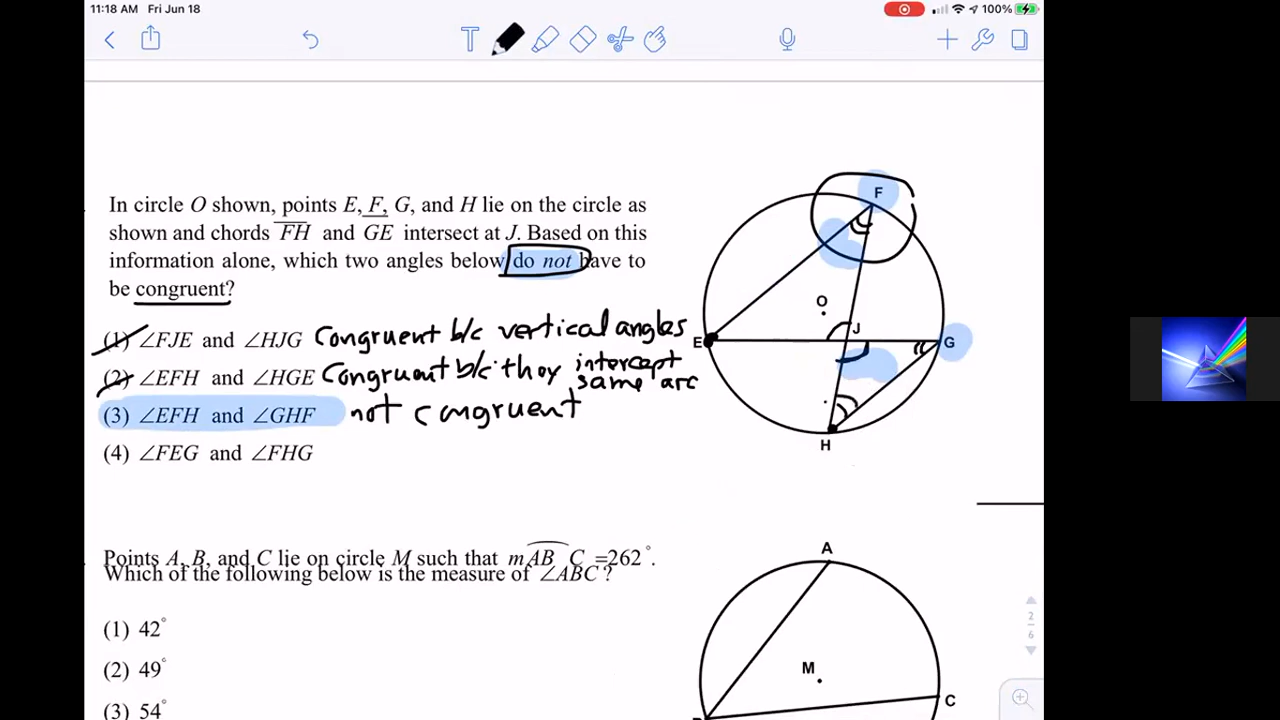 11:18 AM Fri Jun 18
100%
T
In circle O shown, points E, F, G, and H lie on the circle as
shown and chords FH and GE intersect at J. Based on this
information alone, which two angles below do not have to
be congruent?
(1) ∠FJE and ∠HJG Congruent b/c vertical angles
(2) ∠EFH and ∠HGE Congruent b/c they intercept same arc
(3) ∠EFH and ∠GHF not congruent
(4) ∠FEG and ∠FHG
F
O
J
E
G
H
Points A, B, and C lie on circle M such that mAB C =262°.
Which of the following below is the measure of ∠ABC?
(1) 42°
(2) 49°
(3) 54°
A
M
C
2
6